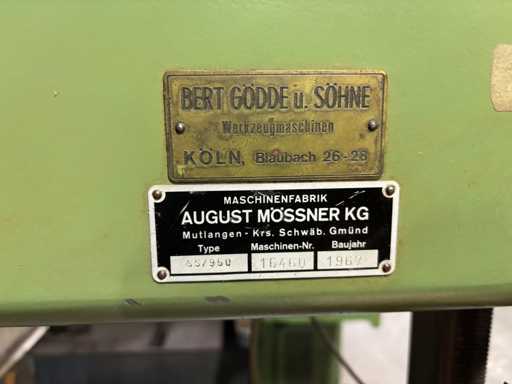 BERT GÖDDE u. SÖHNE
Werkzeugmaschinen
KÖLN, Blaubach 26-28
MASCHINENFABRIK
AUGUST MÖSSNER KG
Mutlangen - Krs. Schwäb. Gmünd
Type Maschinen-Nr. Baujahr
16460